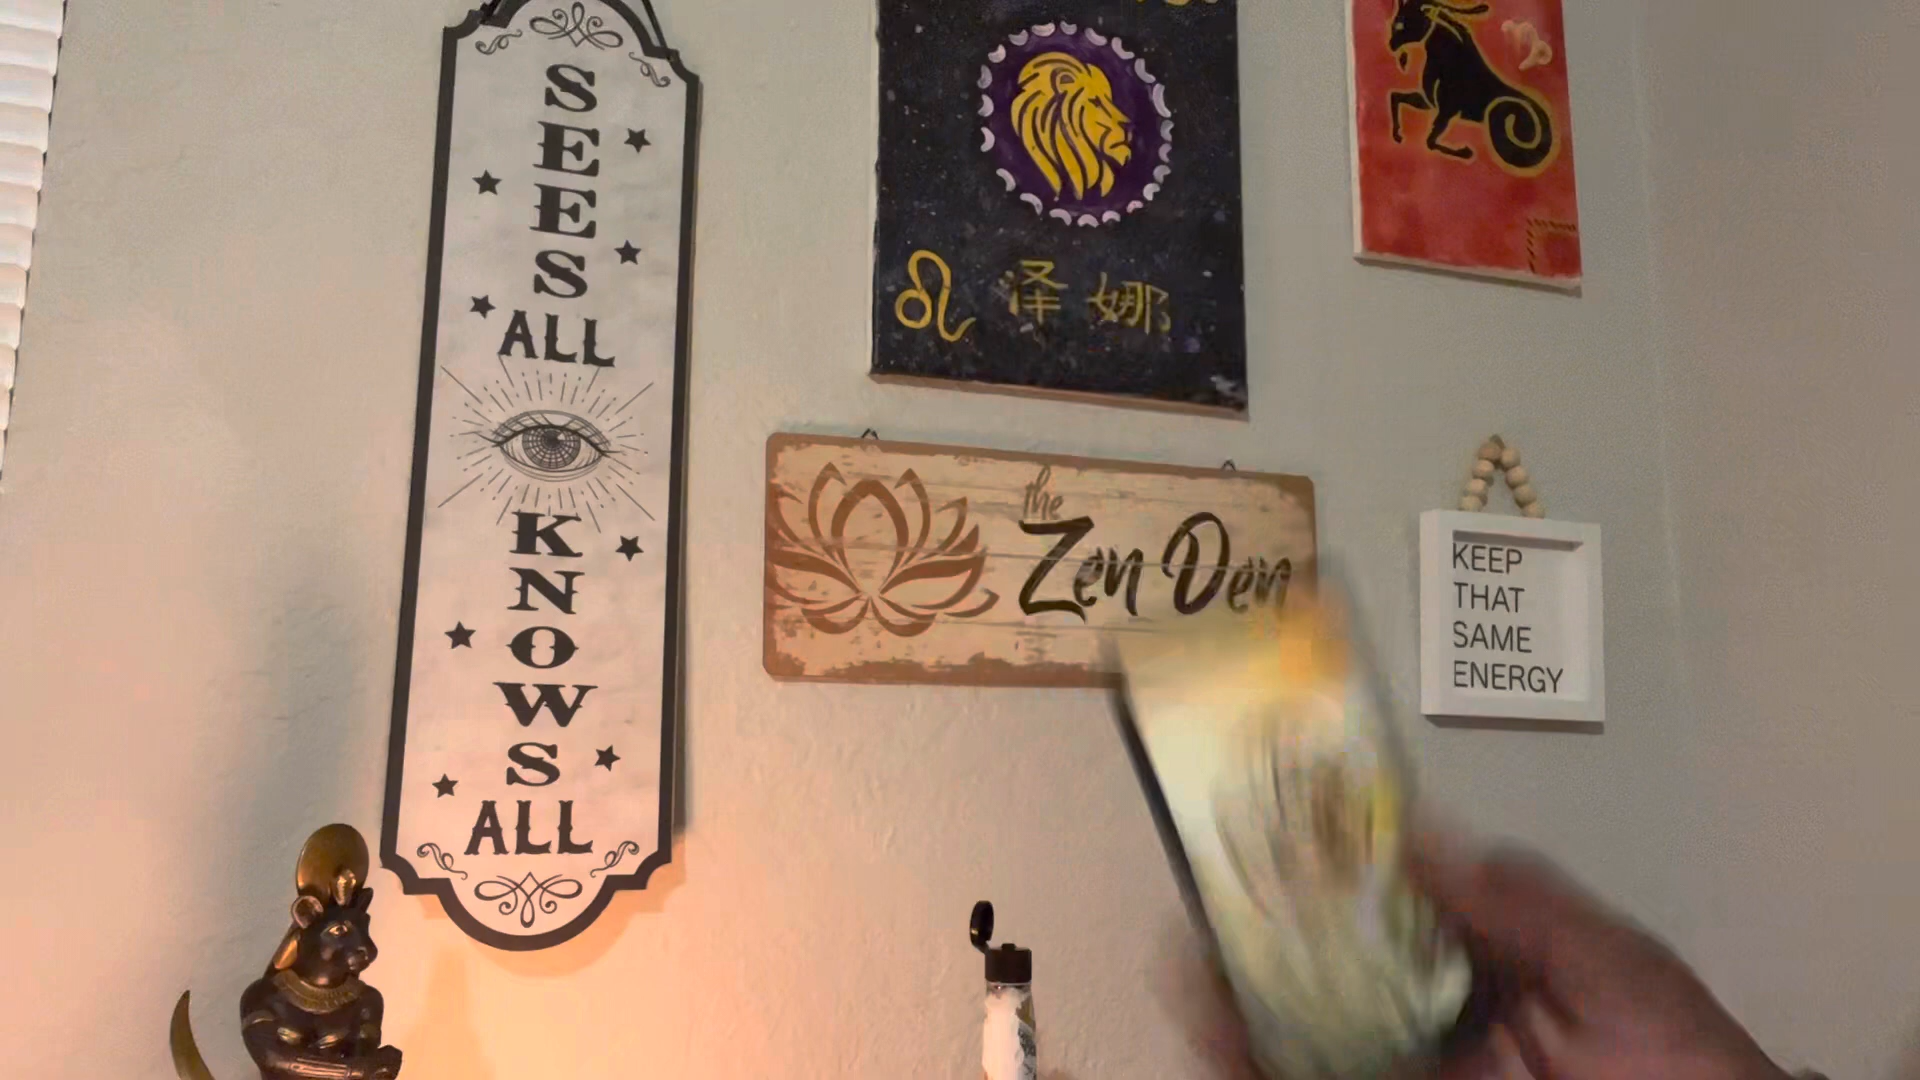 SEES
ALL
KNOWS
ALL
泽娜
the
Zen Den
KEEP
THAT
SAME
ENERGY